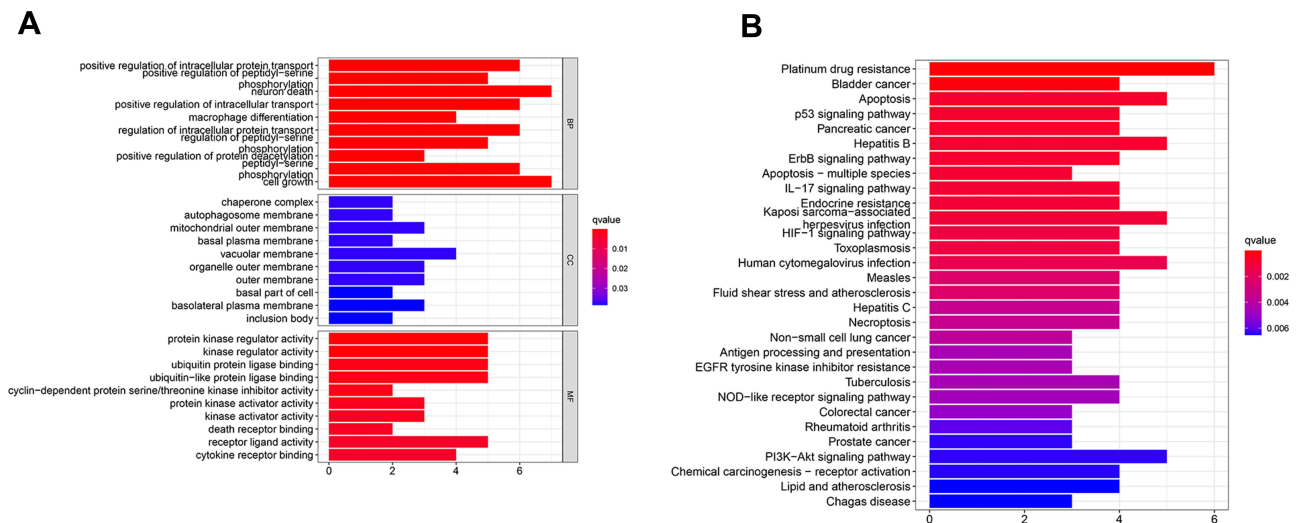 A
positive regulation of intracellular protein transport
positive regulation of peptidyl-serine
phosphorylation
neuron death
positive regulation of intracellular transport
macrophage differentiation
regulation of intracellular protein transport
regulation of peptidyl-serine
phosphorylation
positive regulation of protein deacetylation
peptidyl-serine
phosphorylation
cell growth
BP
chaperone complex
autophagosome membrane
mitochondrial outer membrane
basal plasma membrane
vacuolar membrane
organelle outer membrane
outer membrane
basal part of cell
basolateral plasma membrane
inclusion body
CC
protein kinase regulator activity
kinase regulator activity
ubiquitin protein ligase binding
ubiquitin-like protein ligase binding
cyclin-dependent protein serine/threonine kinase inhibitor activity
protein kinase activator activity
kinase activator activity
death receptor binding
receptor ligand activity
cytokine receptor binding
MF
0 2 4 6
qvalue
0.01
0.02
0.03
B
Platinum drug resistance
Bladder cancer
Apoptosis
p53 signaling pathway
Pancreatic cancer
Hepatitis B
ErbB signaling pathway
Apoptosis − multiple species
IL−17 signaling pathway
Endocrine resistance
Kaposi sarcoma−associated
herpesvirus infection
HIF−1 signaling pathway
Toxoplasmosis
Human cytomegalovirus infection
Measles
Fluid shear stress and atherosclerosis
Hepatitis C
Necroptosis
Non−small cell lung cancer
Antigen processing and presentation
EGFR tyrosine kinase inhibitor resistance
Tuberculosis
NOD−like receptor signaling pathway
Colorectal cancer
Rheumatoid arthritis
Prostate cancer
PI3K−Akt signaling pathway
Chemical carcinogenesis − receptor activation
Lipid and atherosclerosis
Chagas disease
0 2 4 6
qvalue
0.002
0.004
0.006